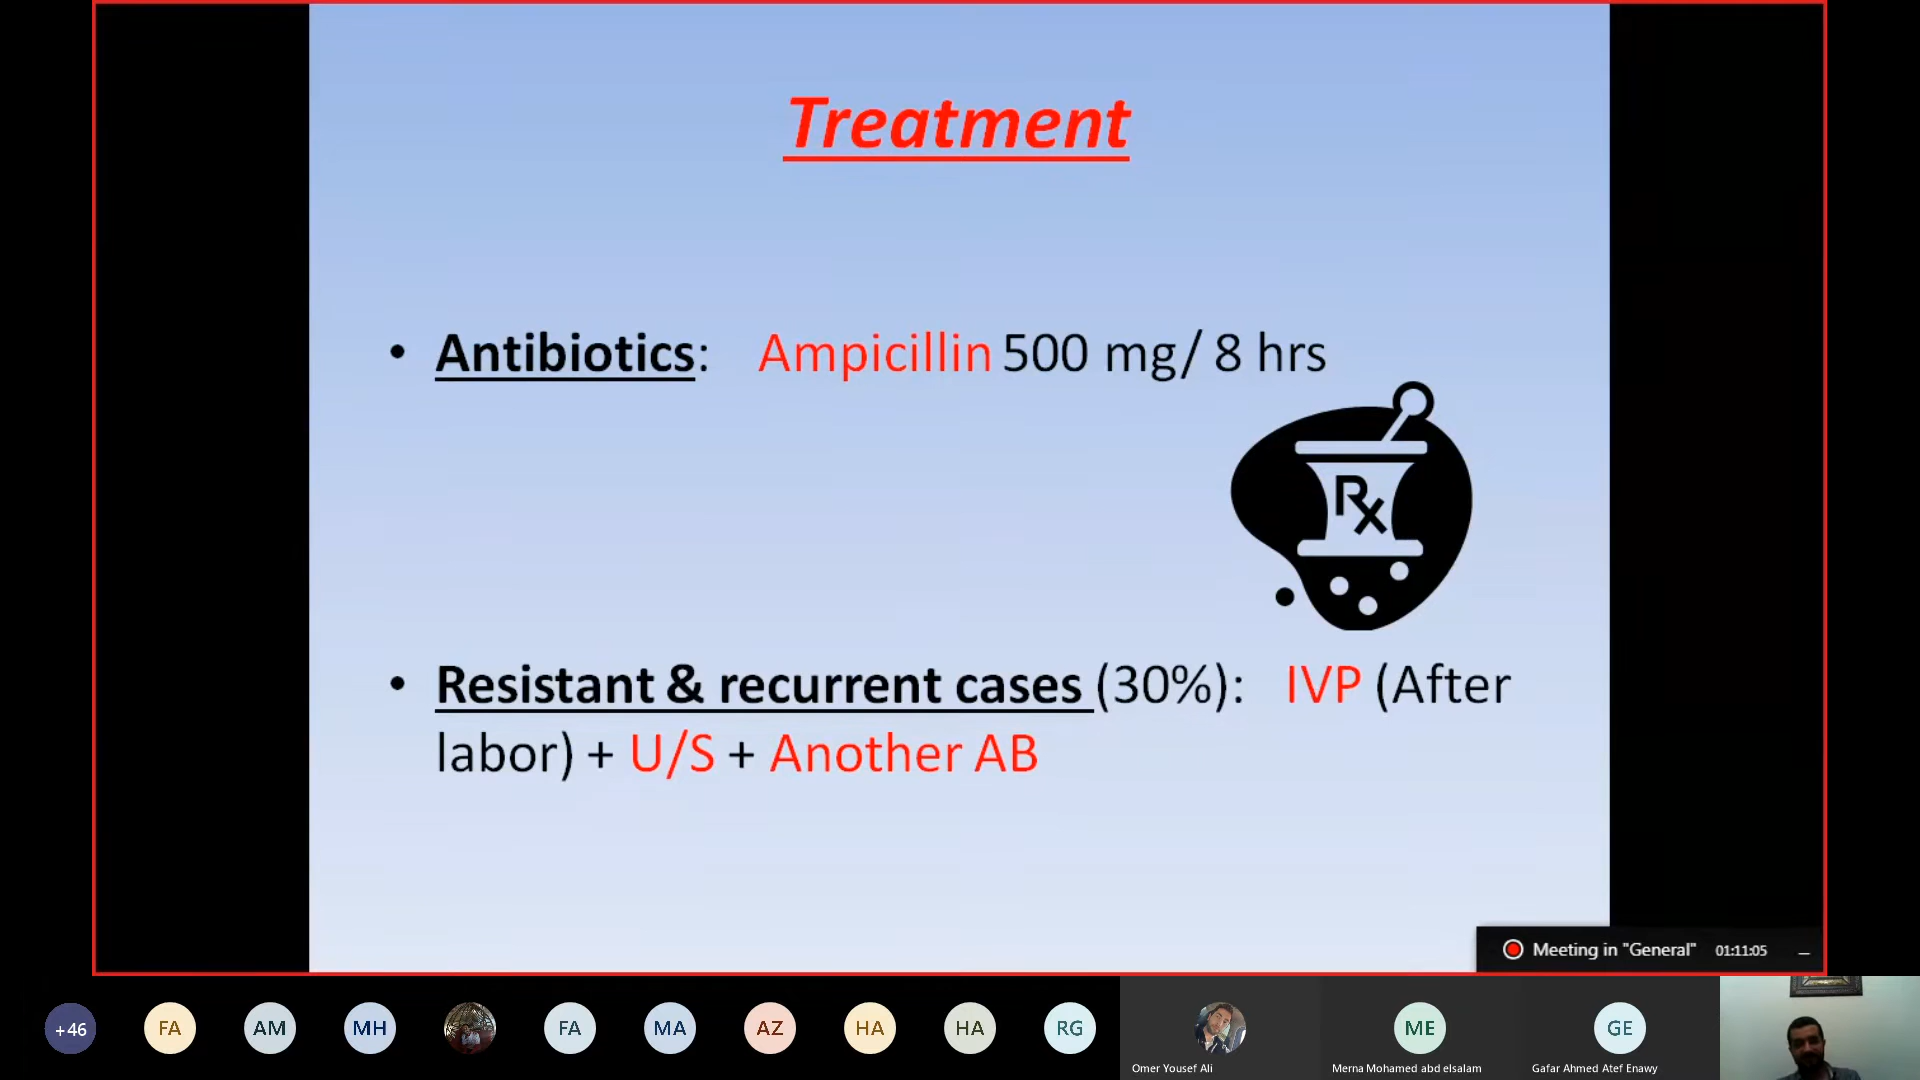 Treatment
• Antibiotics: Ampicillin 500 mg/ 8 hrs
Rx
• Resistant & recurrent cases (30%): IVP (After
labor) + U/S + Another AB
Meeting in "General" 01:11:05
+46 FA AM MH FA MA AZ HA HA RG ME GE
Omer Yousef Ali Merna Mohamed abd elsalam Gafar Ahmed Atef Enawy